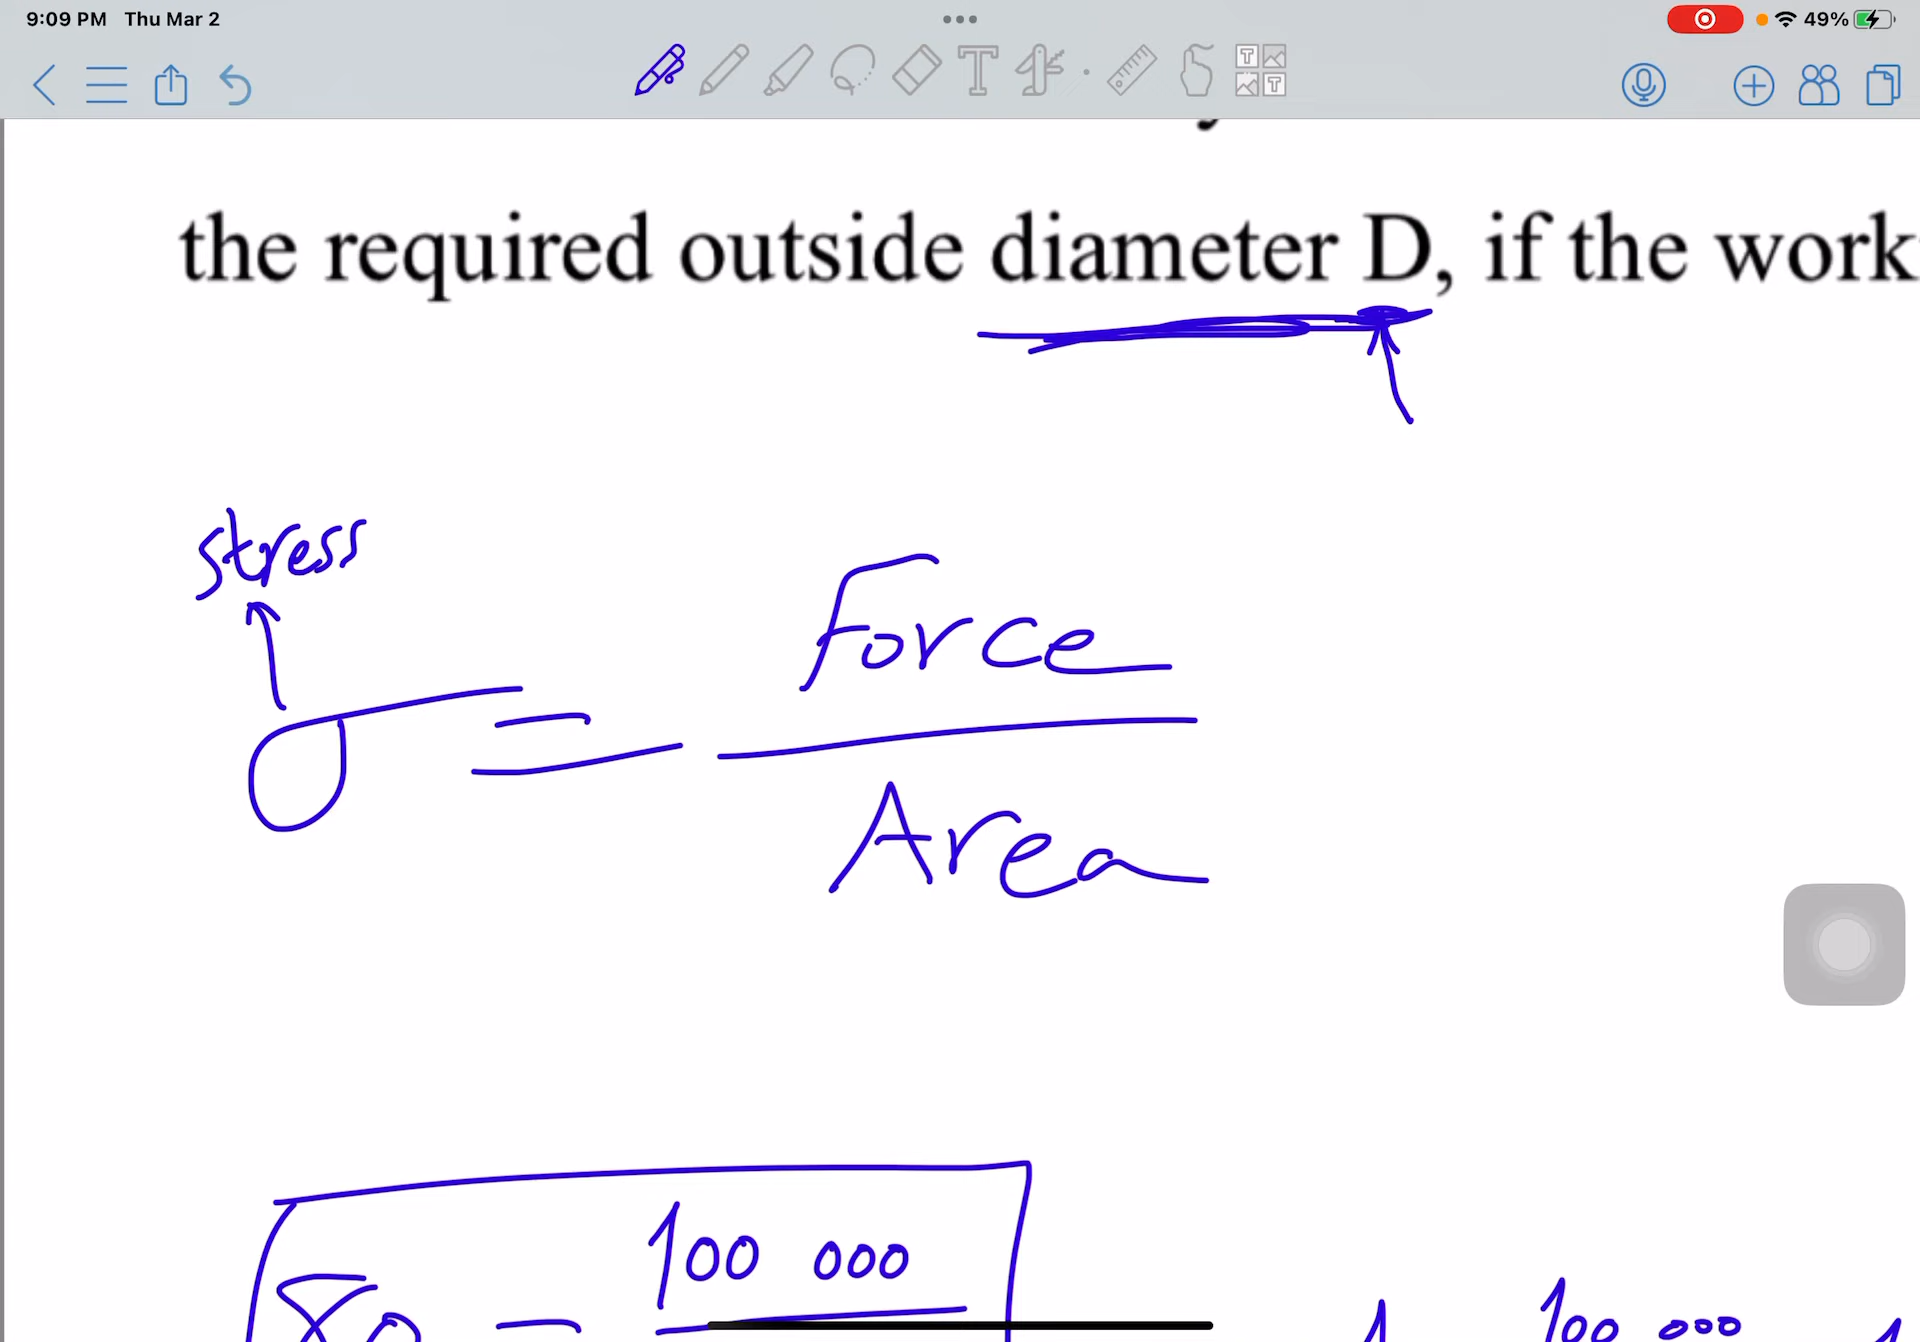 9:09 PM Thu Mar 2
49%
the required outside diameter D, if the work
stress
σ = Force
Area
100 000
80 =
100 000